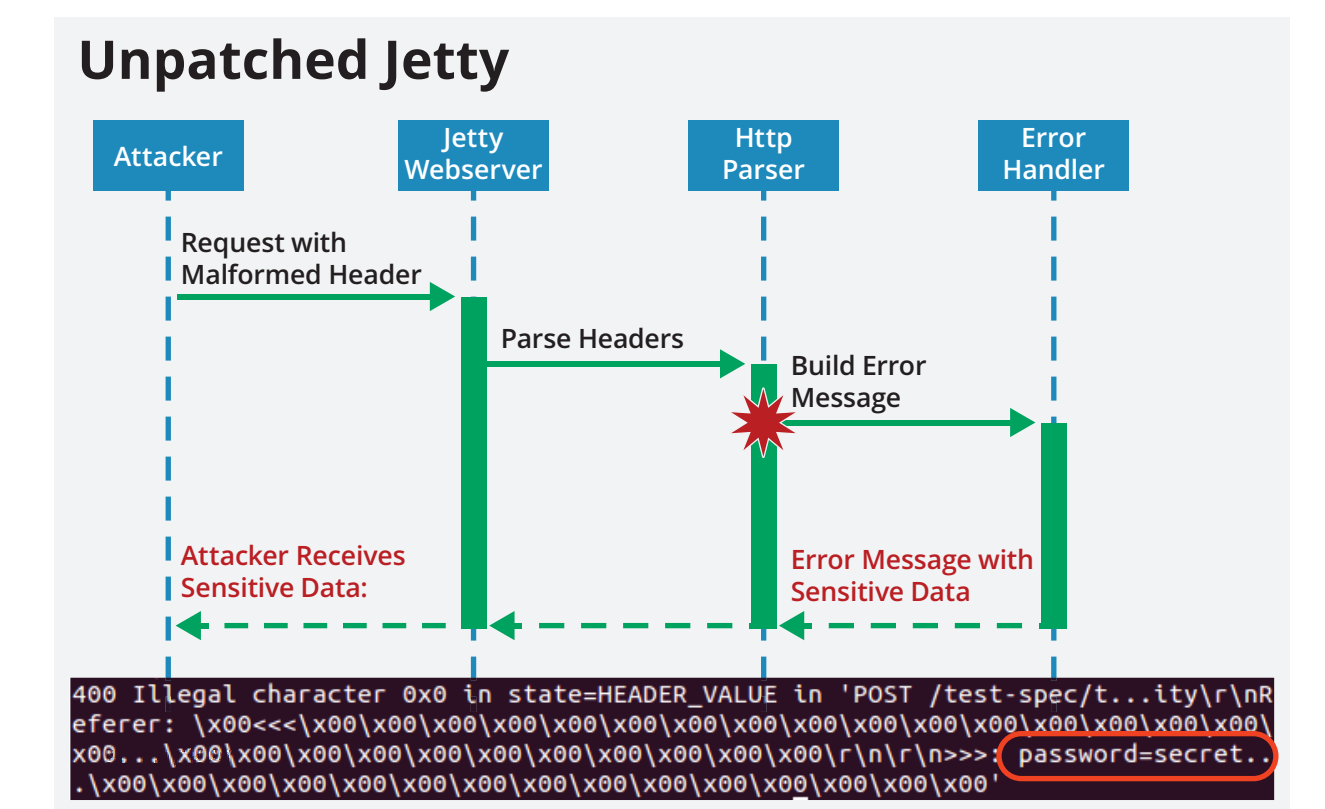 Unpatched Jetty
Attacker
Jetty
Webserver
Http
Parser
Error
Handler
Request with
Malformed Header
Parse Headers
Build Error
Message
Attacker Receives
Sensitive Data:
Error Message with
Sensitive Data
400 Illegal character 0x0 in state=HEADER_VALUE in 'POST /test-spec/t...ity\r\nR
eferer: \x00<<<\x00\x00\x00\x00\x00\x00\x00\x00\x00\x00\x00\x00\x00\x00\x00\x00\
x00...\x00\x00\x00\x00\x00\x00\x00\x00\x00\x00\x00\r\n\r\n>>>: password=secret..
.\x00\x00\x00\x00\x00\x00\x00\x00\x00\x00\x00\x00\x00\x00\x00'